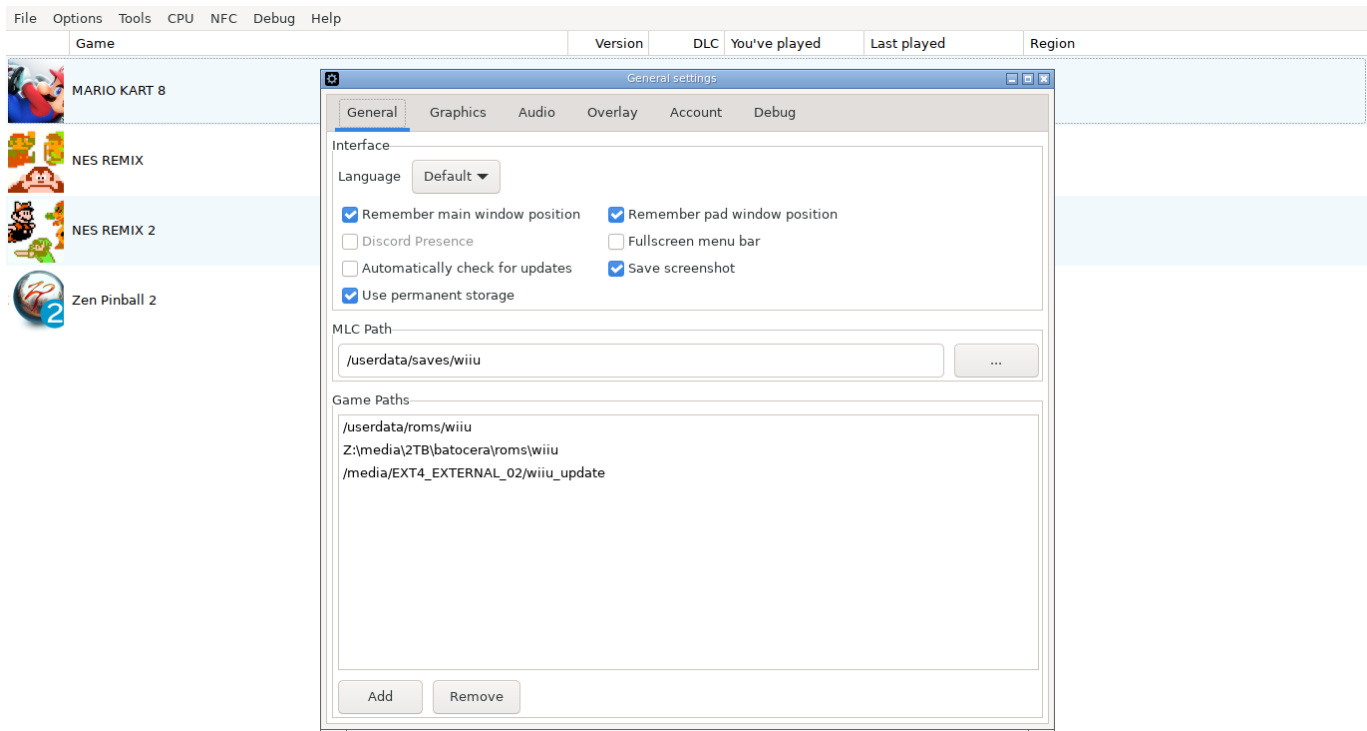 File Options Tools CPU NFC Debug Help
Game Version DLC You've played Last played Region
MARIO KART 8
NES REMIX
NES REMIX 2
2
Zen Pinball 2
General settings
General Graphics Audio Overlay Account Debug
Interface
Language Default
Remember main window position Remember pad window position
Discord Presence Fullscreen menu bar
Automatically check for updates Save screenshot
Use permanent storage
MLC Path
/userdata/saves/wiiu ...
Game Paths
/userdata/roms/wiiu
Z:\media\2TB\batocera\roms\wiiu
/media/EXT4_EXTERNAL_02/wiiu_update
Add Remove